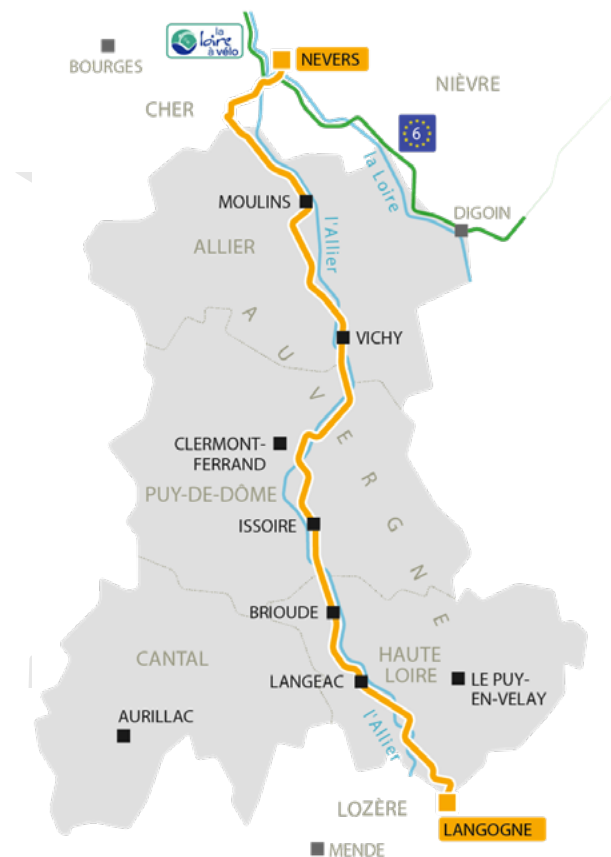 la
loire
à vélo
NEVERS
BOURGES
NIÈVRE
CHER
6
la Loire
MOULINS
DIGOIN
l'Allier
ALLIER
AUVERGNE
VICHY
CLERMONT-
FERRAND
PUY-DE-DÔME
ISSOIRE
BRIOUDE
CANTAL
HAUTE
LOIRE
LANGEAC
LE PUY-
EN-VELAY
AURILLAC
l'Allier
LOZÈRE
LANGOGNE
MENDE